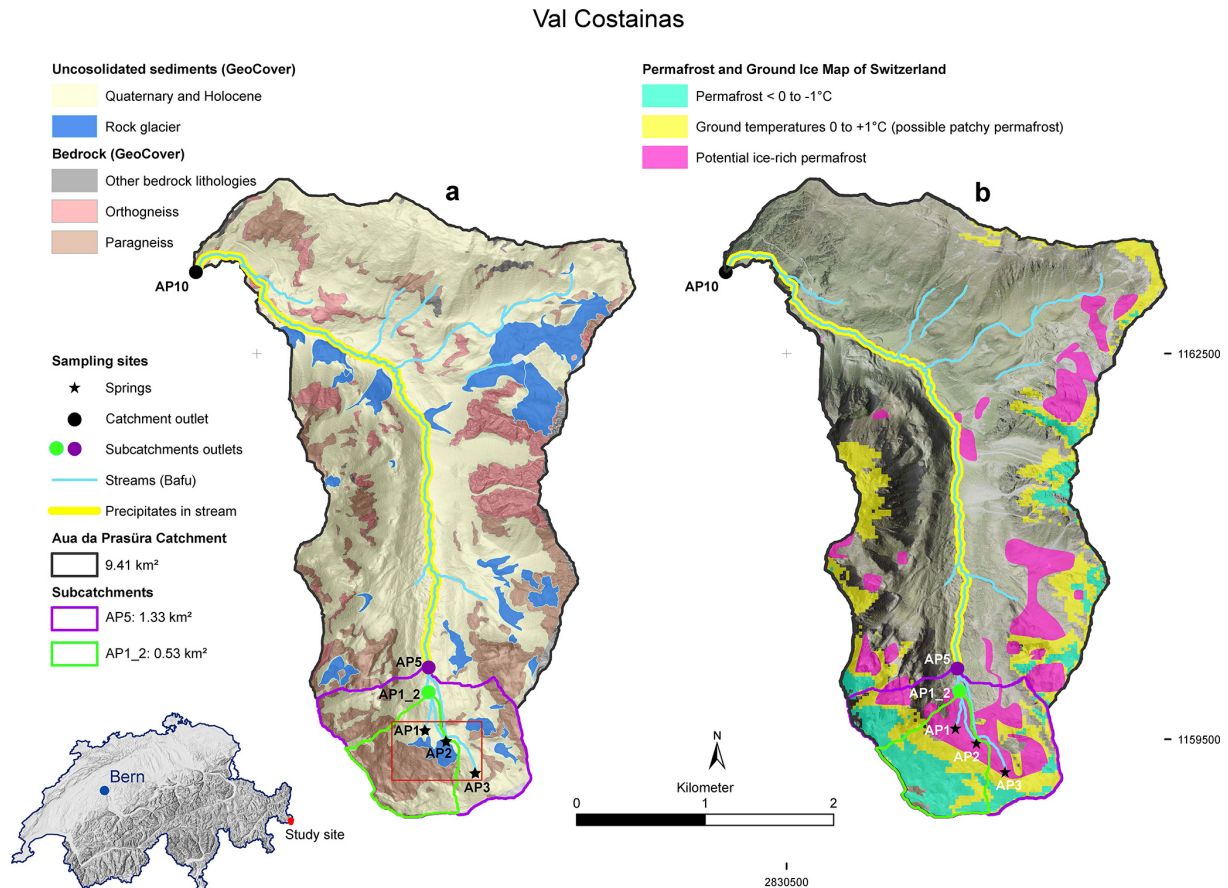 Val Costainas
Uncosolidated sediments (GeoCover)
Quaternary and Holocene
Rock glacier
Bedrock (GeoCover)
Other bedrock lithologies
Orthogneiss
Paragneiss
Permafrost and Ground Ice Map of Switzerland
Permafrost < 0 to -1°C
Ground temperatures 0 to +1°C (possible patchy permafrost)
Potential ice-rich permafrost
a
b
AP10
AP10
1162500
Sampling sites
Springs
Catchment outlet
Subcatchments outlets
Streams (Bafu)
Precipitates in stream
Aua da Prasüra Catchment
9.41 km²
Subcatchments
AP5: 1.33 km²
AP1_2: 0.53 km²
AP5
AP1_2
AP1
AP2
AP3
AP5
AP1_2
AP1
AP2
AP3
1159500
N
Kilometer
0
1
2
Bern
Study site
2830500